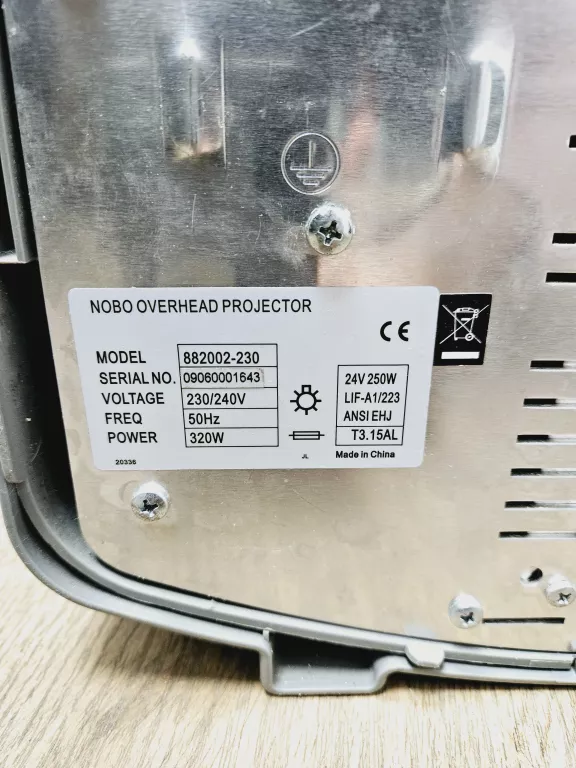 NOBO OVERHEAD PROJECTOR
CE
MODEL 882002-230
SERIAL NO. 09060001643
VOLTAGE 230/240V
FREQ 50Hz
POWER 320W
24V 250W
LIF-A1/223
ANSI EHJ
T3.15AL
20336
JL
Made in China